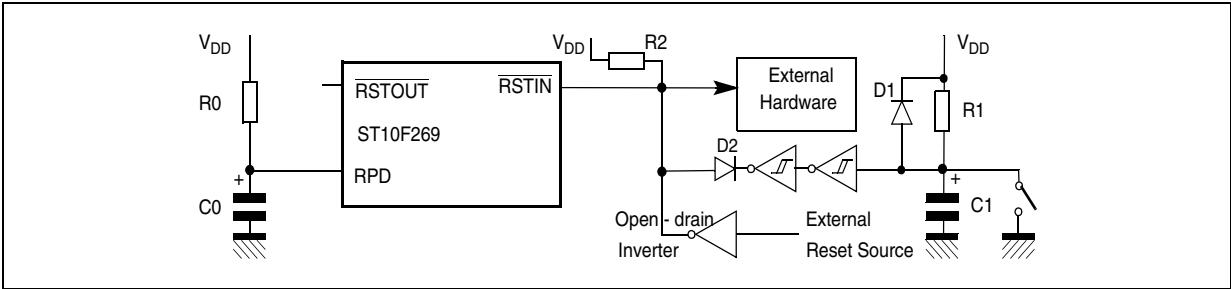 VDD
R0
+
C0
RSTOUT
RSTIN
ST10F269
RPD
VDD
R2
External
Hardware
D2
Open - drain
Inverter
External
Reset Source
D1
VDD
R1
+
C1